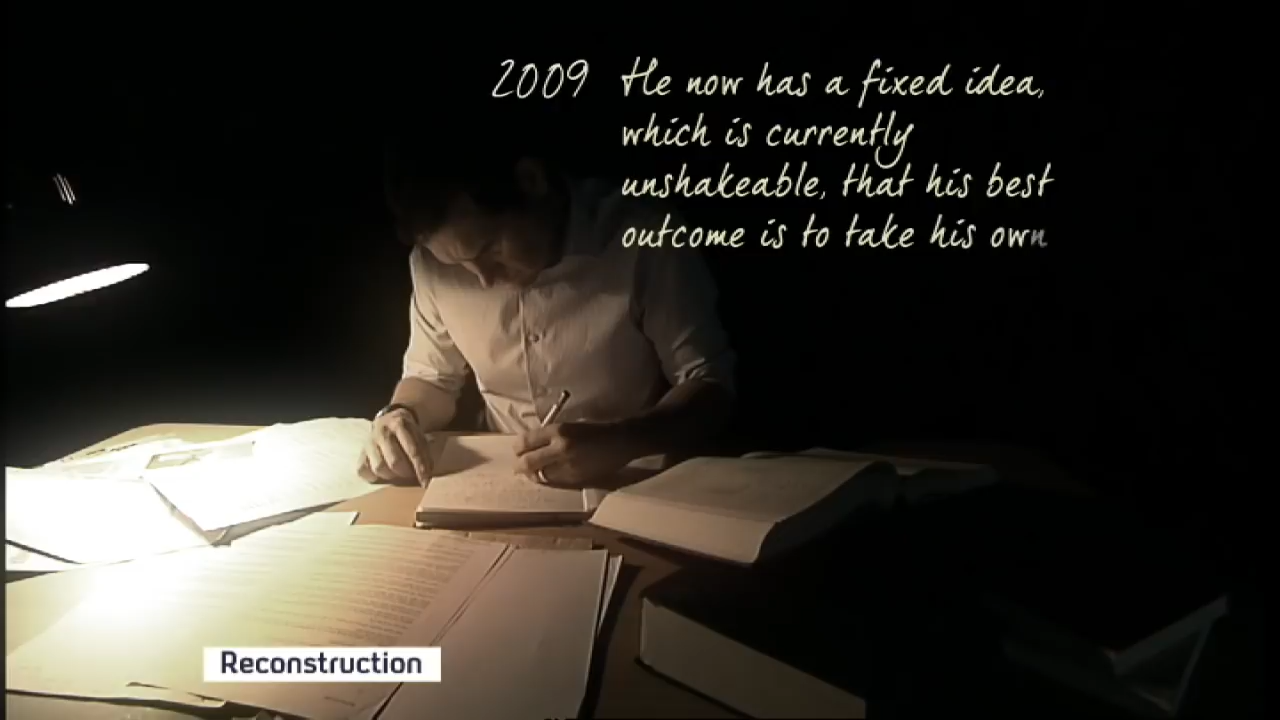 2009 He now has a fixed idea,
which is currently
unshakeable, that his best
outcome is to take his own
Reconstruction